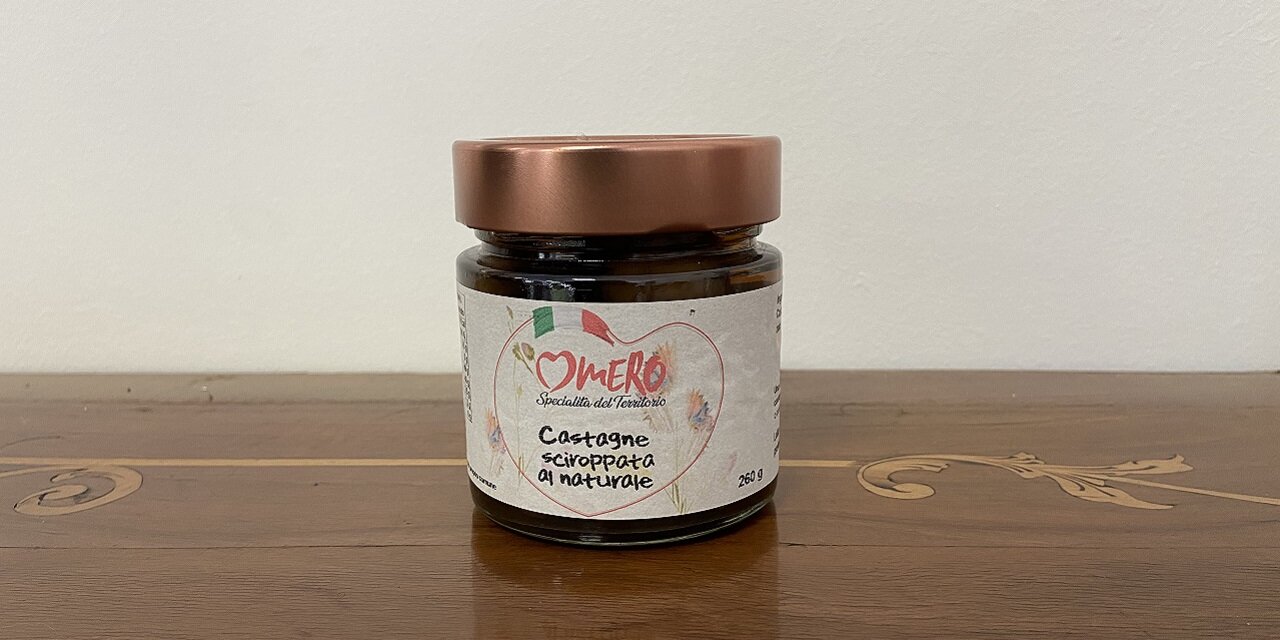 OMERO
Specialità del Territorio
Castagne
sciroppata
al naturale
260 g